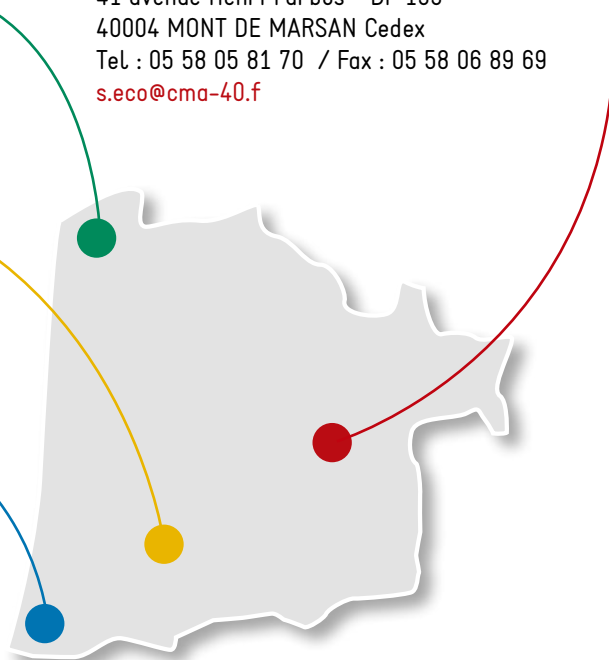 40004 MONT DE MARSAN Cedex
Tel : 05 58 05 81 70 / Fax : 05 58 06 89 69
s.eco@cma-40.f